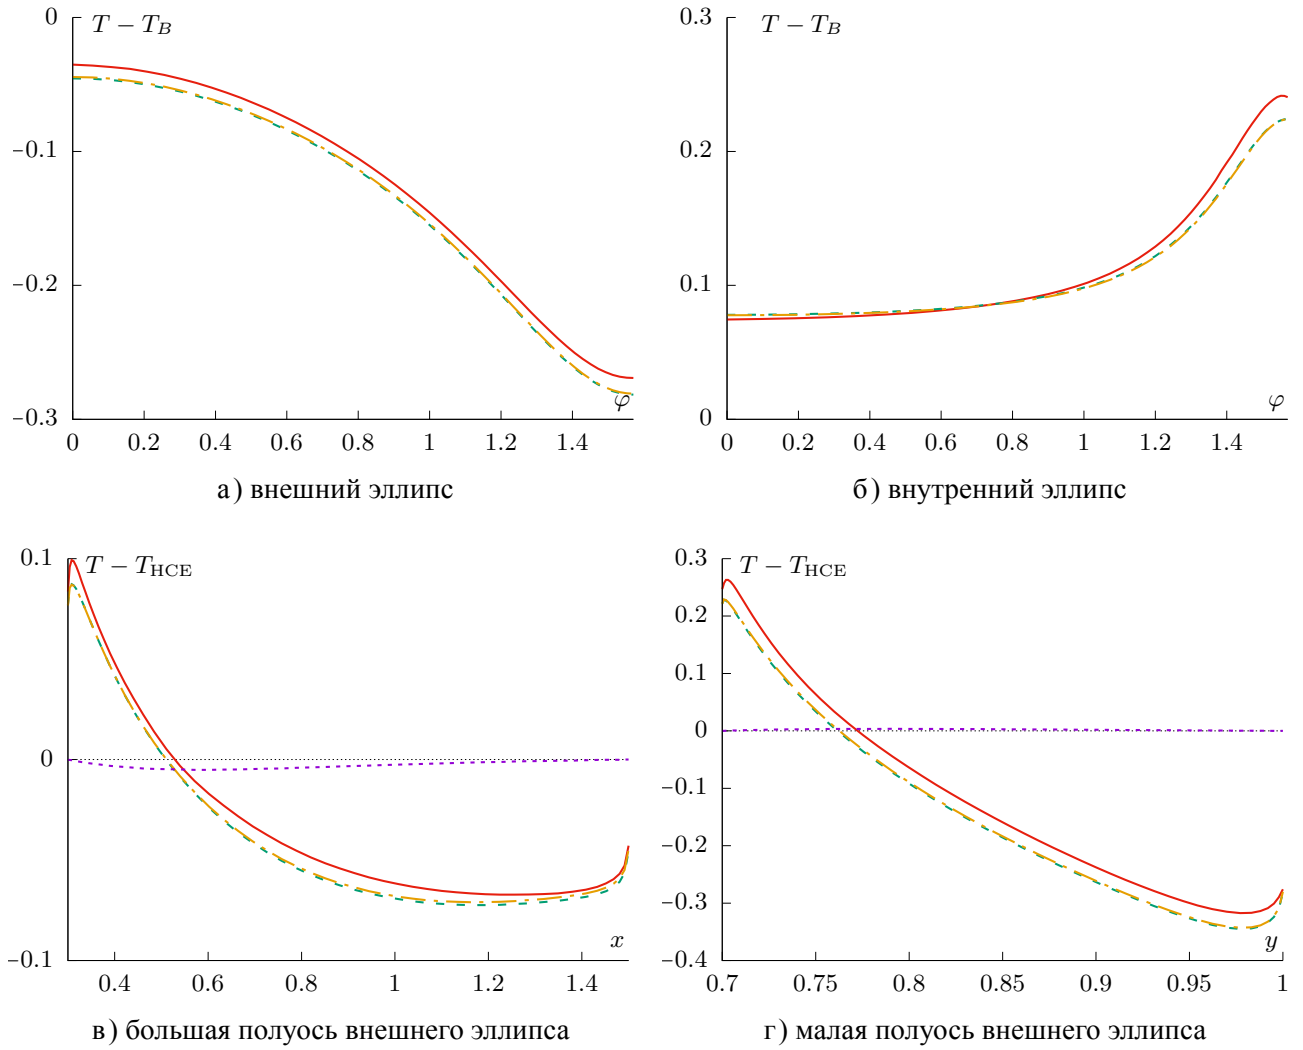 T − T_B
0
−0.1
−0.2
−0.3
φ
0 0.2 0.4 0.6 0.8 1 1.2 1.4
а) внешний эллипс
T − T_B
0.3
0.2
0.1
0
φ
0 0.2 0.4 0.6 0.8 1 1.2 1.4
б) внутренний эллипс
T − T_HCE
0.1
0
−0.1
x
0.4 0.6 0.8 1 1.2 1.4
в) большая полуось внешнего эллипса
T − T_HCE
0.3
0.2
0.1
0
−0.1
−0.2
−0.3
−0.4
y
0.7 0.75 0.8 0.85 0.9 0.95 1
г) малая полуось внешнего эллипса